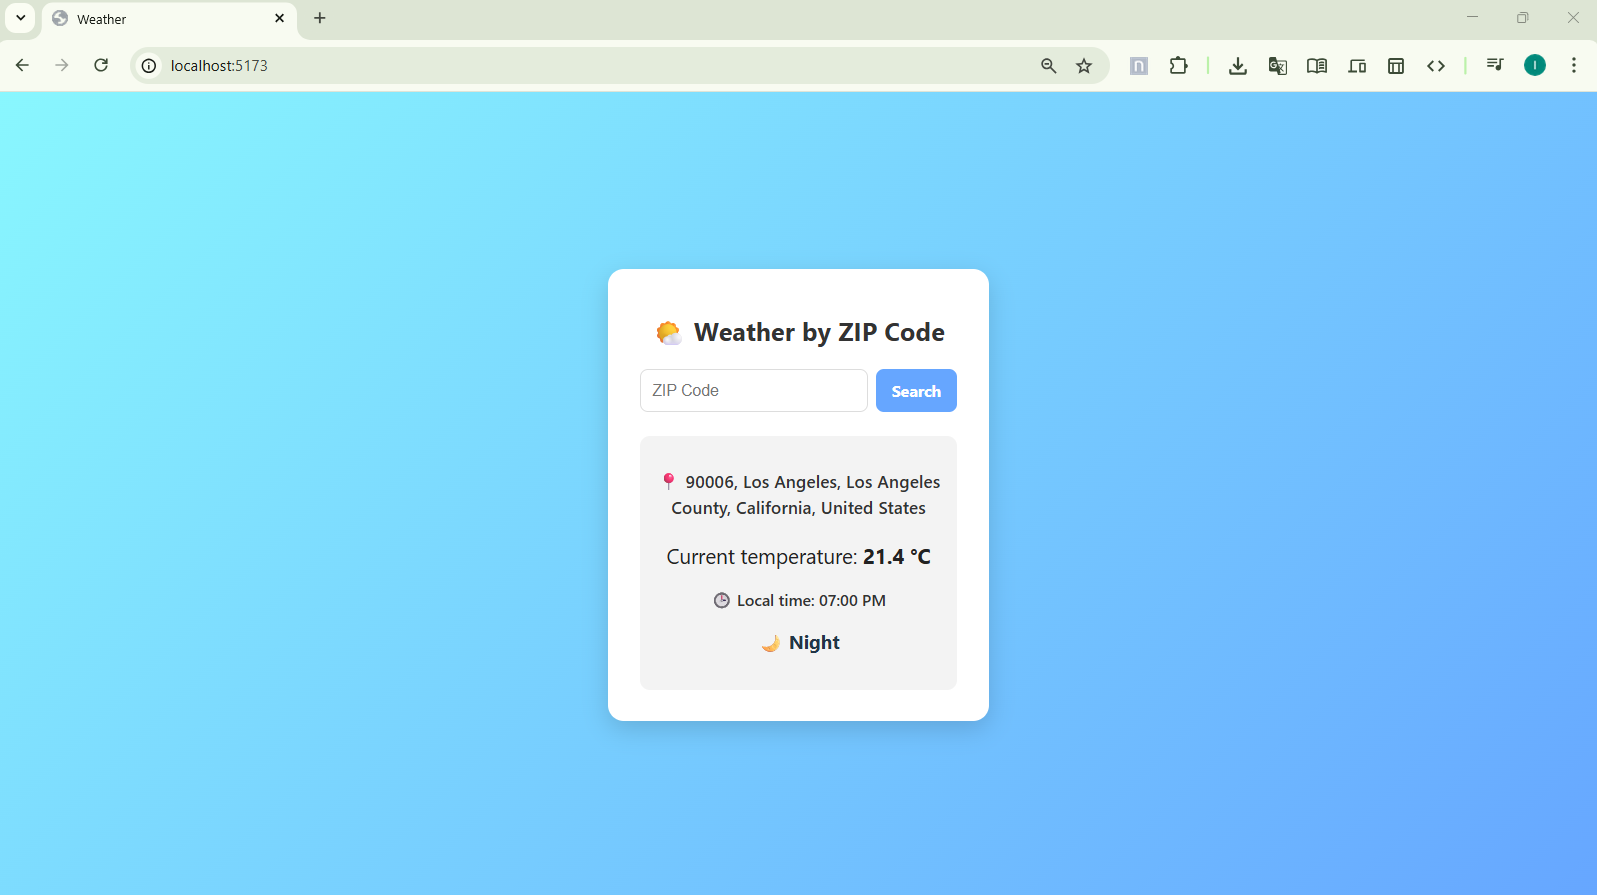 Weather
localhost:5173
n
I
Weather by ZIP Code
ZIP Code
Search
90006, Los Angeles, Los Angeles
County, California, United States
Current temperature: 21.4 °C
Local time: 07:00 PM
Night